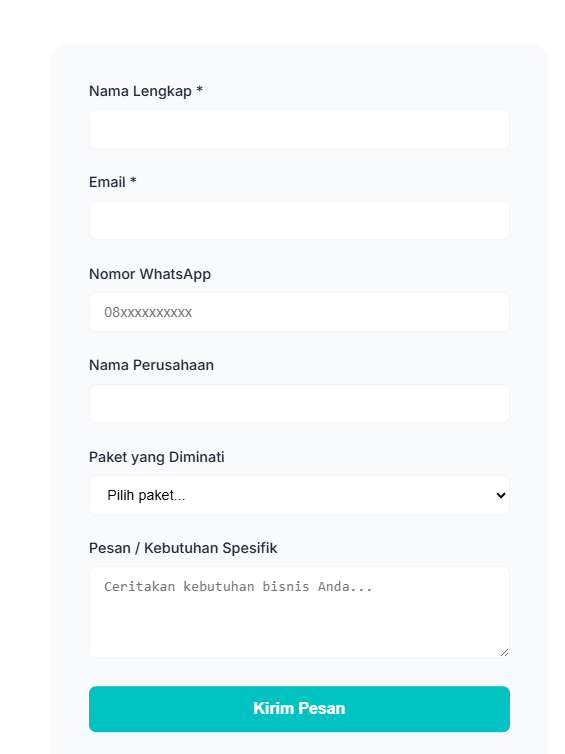 Nama Lengkap *
Email *
Nomor WhatsApp
08xxxxxxxxxx
Nama Perusahaan
Paket yang Diminati
Pilih paket...
Pesan / Kebutuhan Spesifik
Ceritakan kebutuhan bisnis Anda...
Kirim Pesan